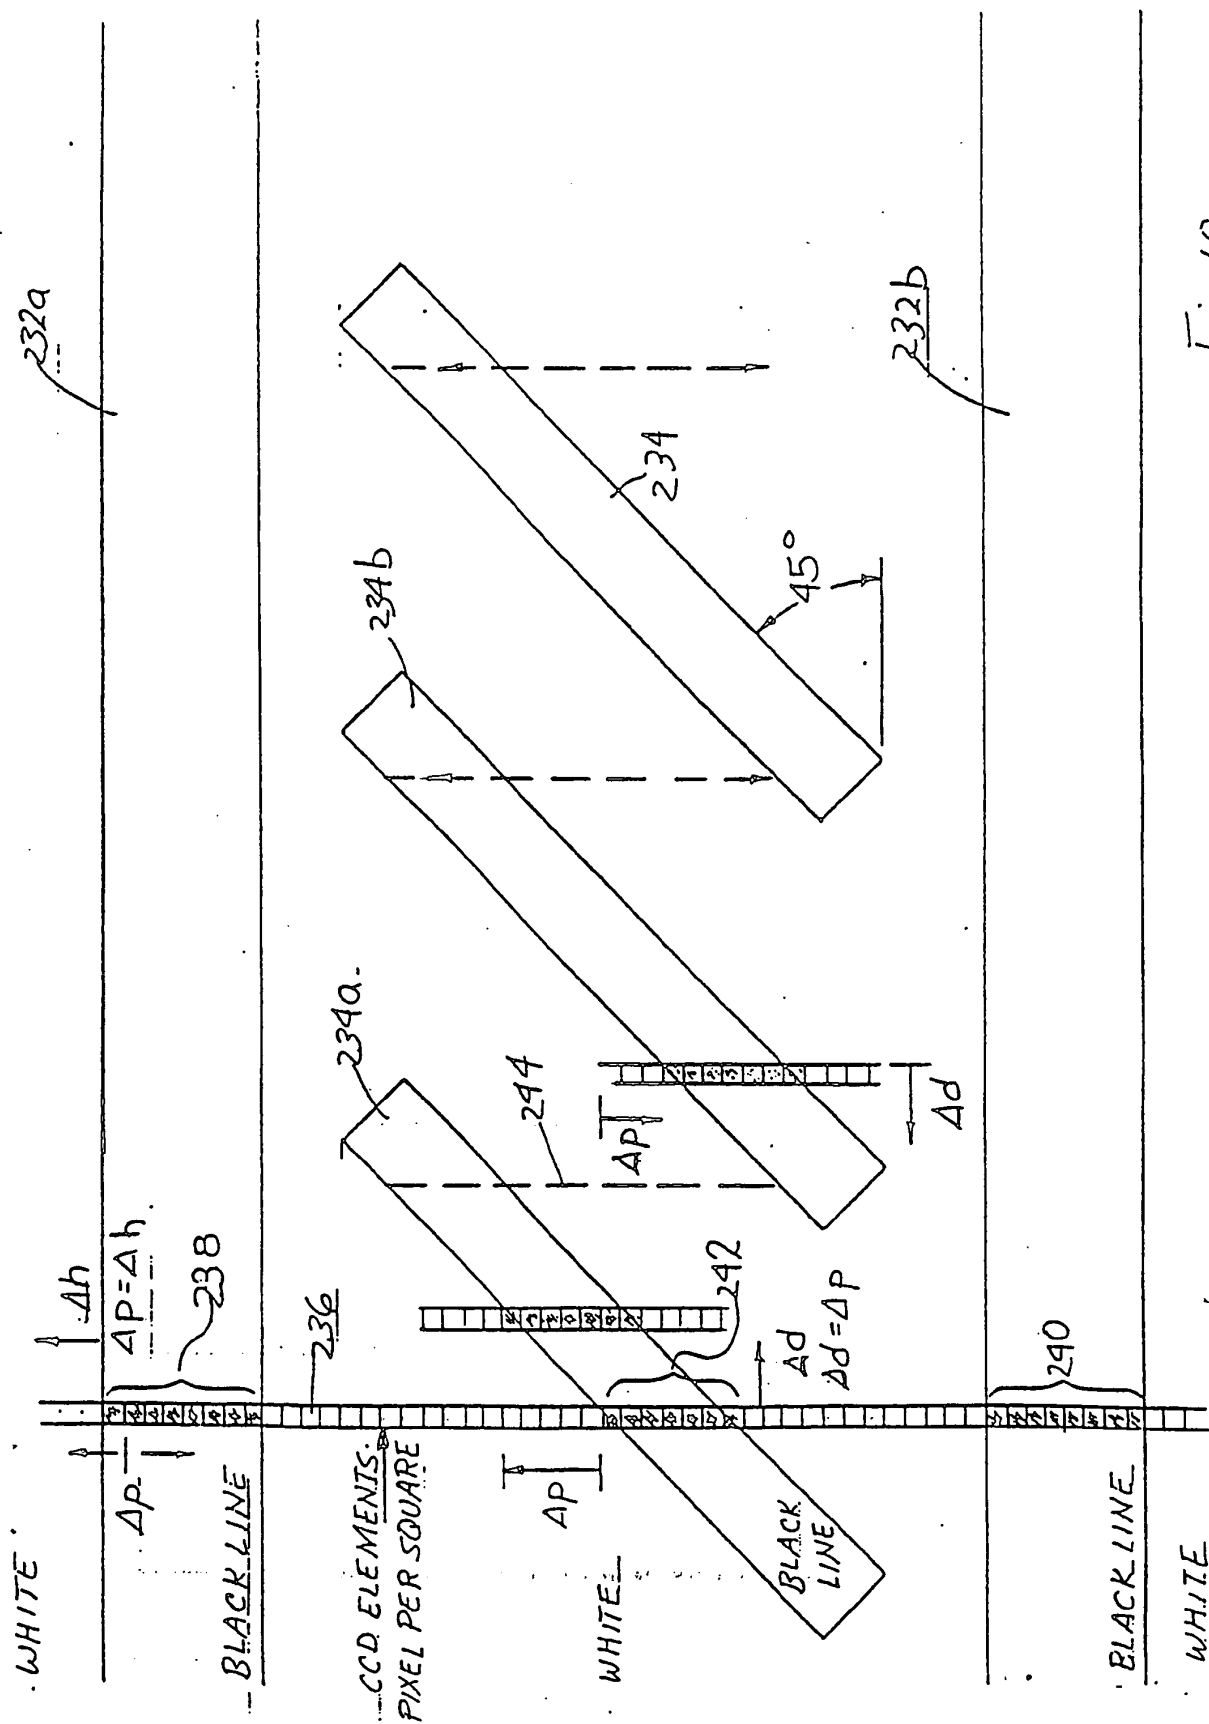 WHITE
BLACK LINE
CCD ELEMENTS:
PIXEL PER SQUARE
WHITE
BLACK
LINE
BLACK LINE
WHITE
Δp
Δh
Δp=Δh
238
236
Δp
242
Δd
Δd=Δp
240
244
234a
Δp
Δd
234b
234
45°
232a
232b